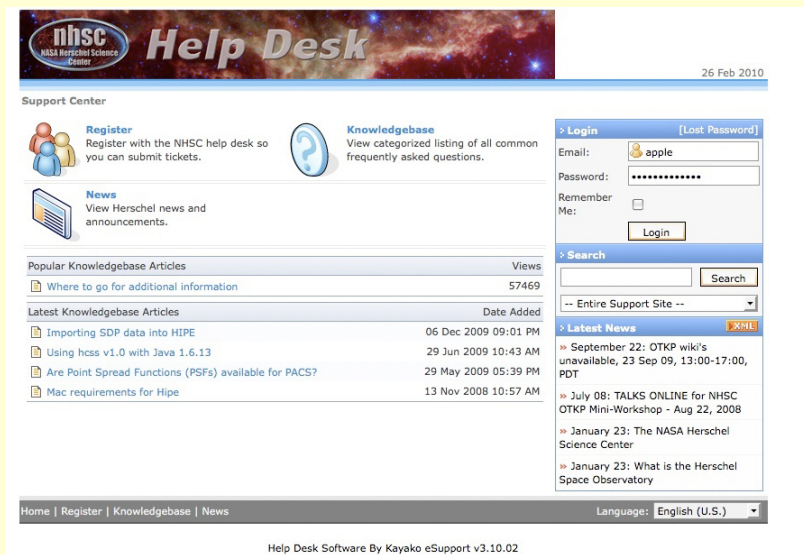 nhsc
NASA Herschel Science
Center
Help Desk
26 Feb 2010
Support Center
Register
Register with the NHSC help desk so
you can submit tickets.
Knowledgebase
View categorized listing of all common
frequently asked questions.
News
View Herschel news and
announcements.
Popular Knowledgebase Articles Views
Where to go for additional information 57469
Latest Knowledgebase Articles Date Added
Importing SDP data into HIPE 06 Dec 2009 09:01 PM
Using hcss v1.0 with Java 1.6.13 29 Jun 2009 10:43 AM
Are Point Spread Functions (PSFs) available for PACS? 29 May 2009 05:39 PM
Mac requirements for Hipe 13 Nov 2008 10:57 AM
› Login [Lost Password]
Email: apple
Password: •••••••••••••
Remember
Me:
Login
› Search
Search
-- Entire Support Site --
› Latest News XML
» September 22: OTKP wiki's
unavailable, 23 Sep 09, 13:00-17:00,
PDT
» July 08: TALKS ONLINE for NHSC
OTKP Mini-Workshop - Aug 22, 2008
» January 23: The NASA Herschel
Science Center
» January 23: What is the Herschel
Space Observatory
Home | Register | Knowledgebase | News
Language: English (U.S.)
Help Desk Software By Kayako eSupport v3.10.02